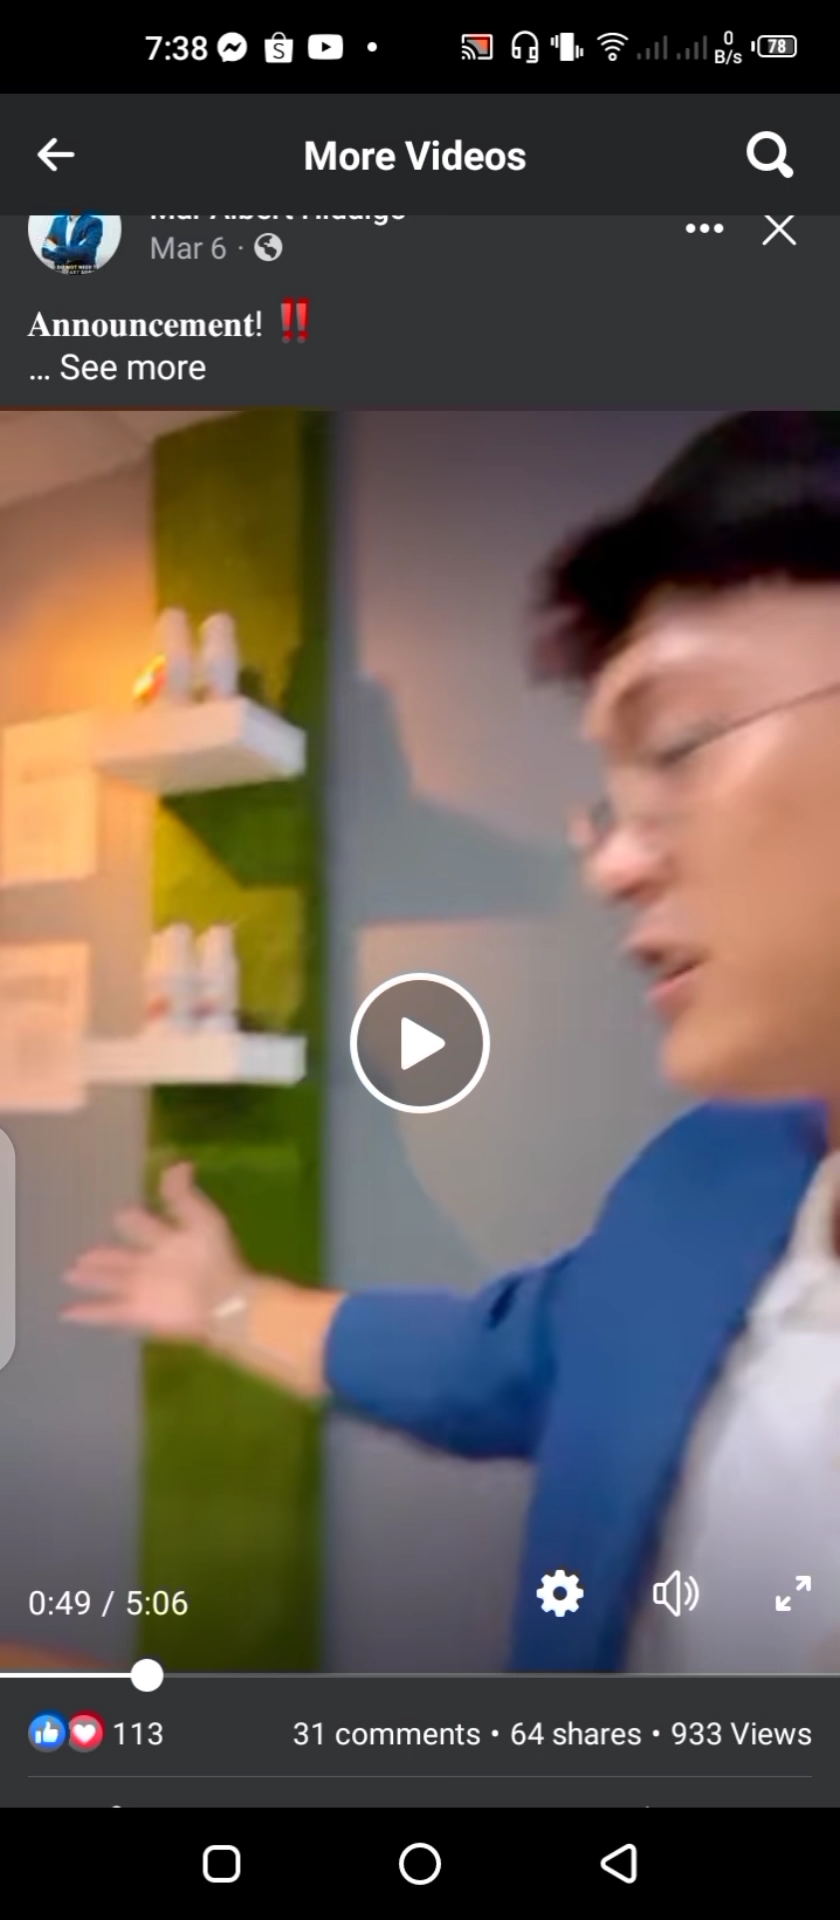 7:38
0
B/s
78
More Videos
Mar 6
Announcement! ‼️
... See more
0:49 / 5:06
113
31 comments • 64 shares • 933 Views